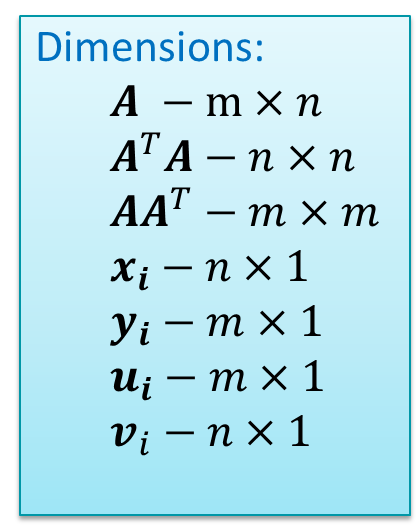 Dimensions:
A – m × n
AᵀA – n × n
AAᵀ – m × m
xᵢ – n × 1
yᵢ – m × 1
uᵢ – m × 1
vᵢ – n × 1